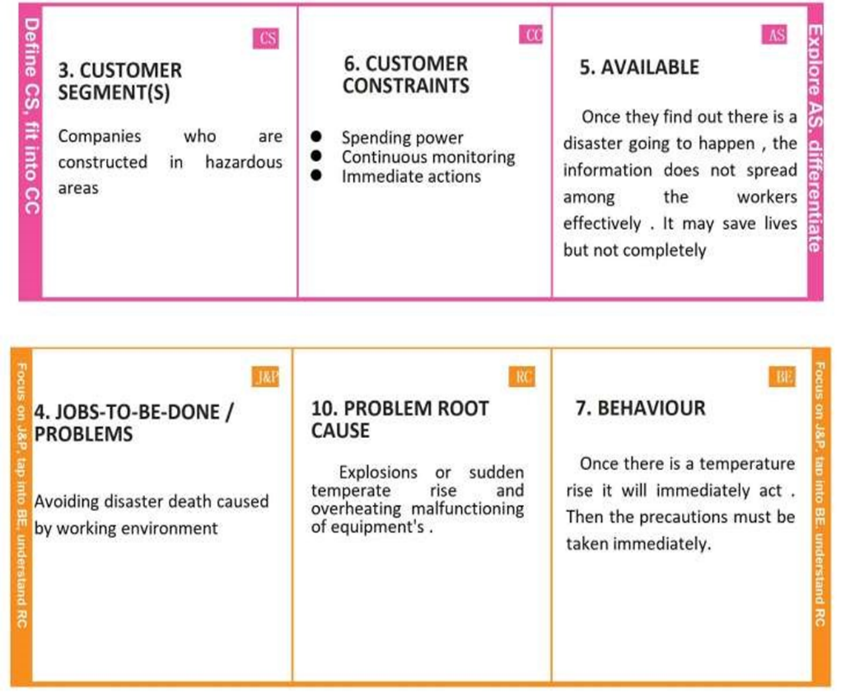 Define CS, fit into CC
CS
3. CUSTOMER
SEGMENT(S)
Companies who are
constructed in hazardous
areas
CC
6. CUSTOMER
CONSTRAINTS
● Spending power
● Continuous monitoring
● Immediate actions
AS
5. AVAILABLE
Once they find out there is a
disaster going to happen , the
information does not spread
among the workers
effectively . It may save lives
but not completely
Explore AS. differentiate
Focus on J&P, tap into BE, understand RC
J&P
4. JOBS-TO-BE-DONE /
PROBLEMS
Avoiding disaster death caused
by working environment
RC
10. PROBLEM ROOT
CAUSE
Explosions or sudden
temperate rise and
overheating malfunctioning
of equipment's .
BE
7. BEHAVIOUR
Once there is a temperature
rise it will immediately act .
Then the precautions must be
taken immediately.
Focus on J&P. tap into BE. understand RC